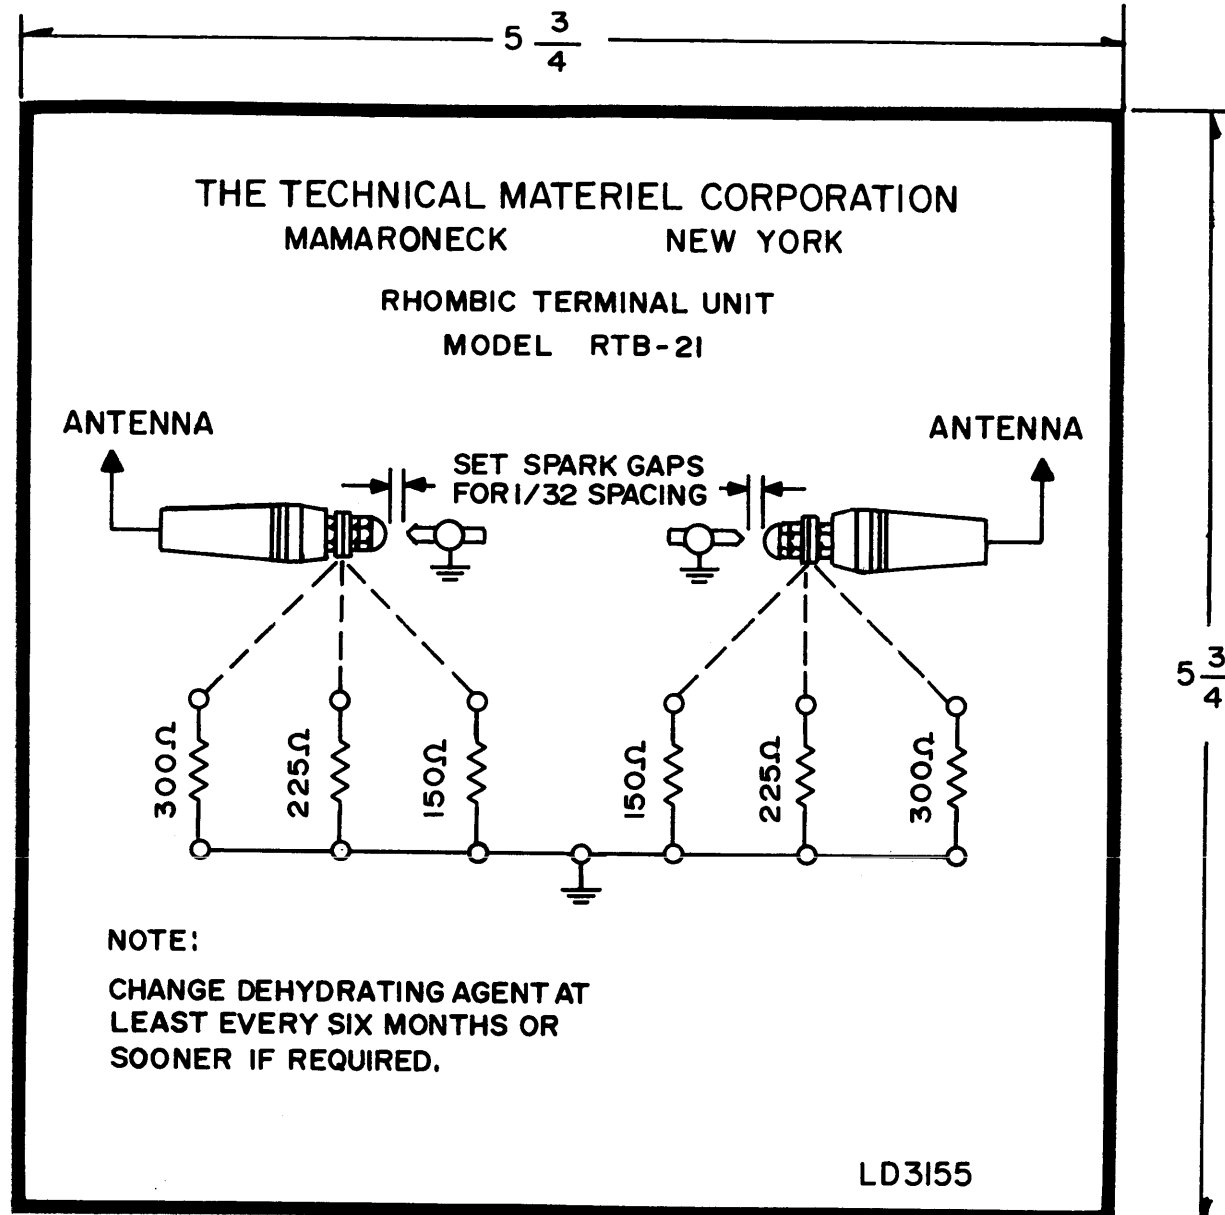 5 3/4
THE TECHNICAL MATERIEL CORPORATION
MAMARONECK NEW YORK
RHOMBIC TERMINAL UNIT
MODEL RTB-21
ANTENNA
ANTENNA
SET SPARK GAPS
FOR 1/32 SPACING
5 3/4
300Ω
225Ω
150Ω
150Ω
225Ω
300Ω
NOTE:
CHANGE DEHYDRATING AGENT AT
LEAST EVERY SIX MONTHS OR
SOONER IF REQUIRED.
LD3155